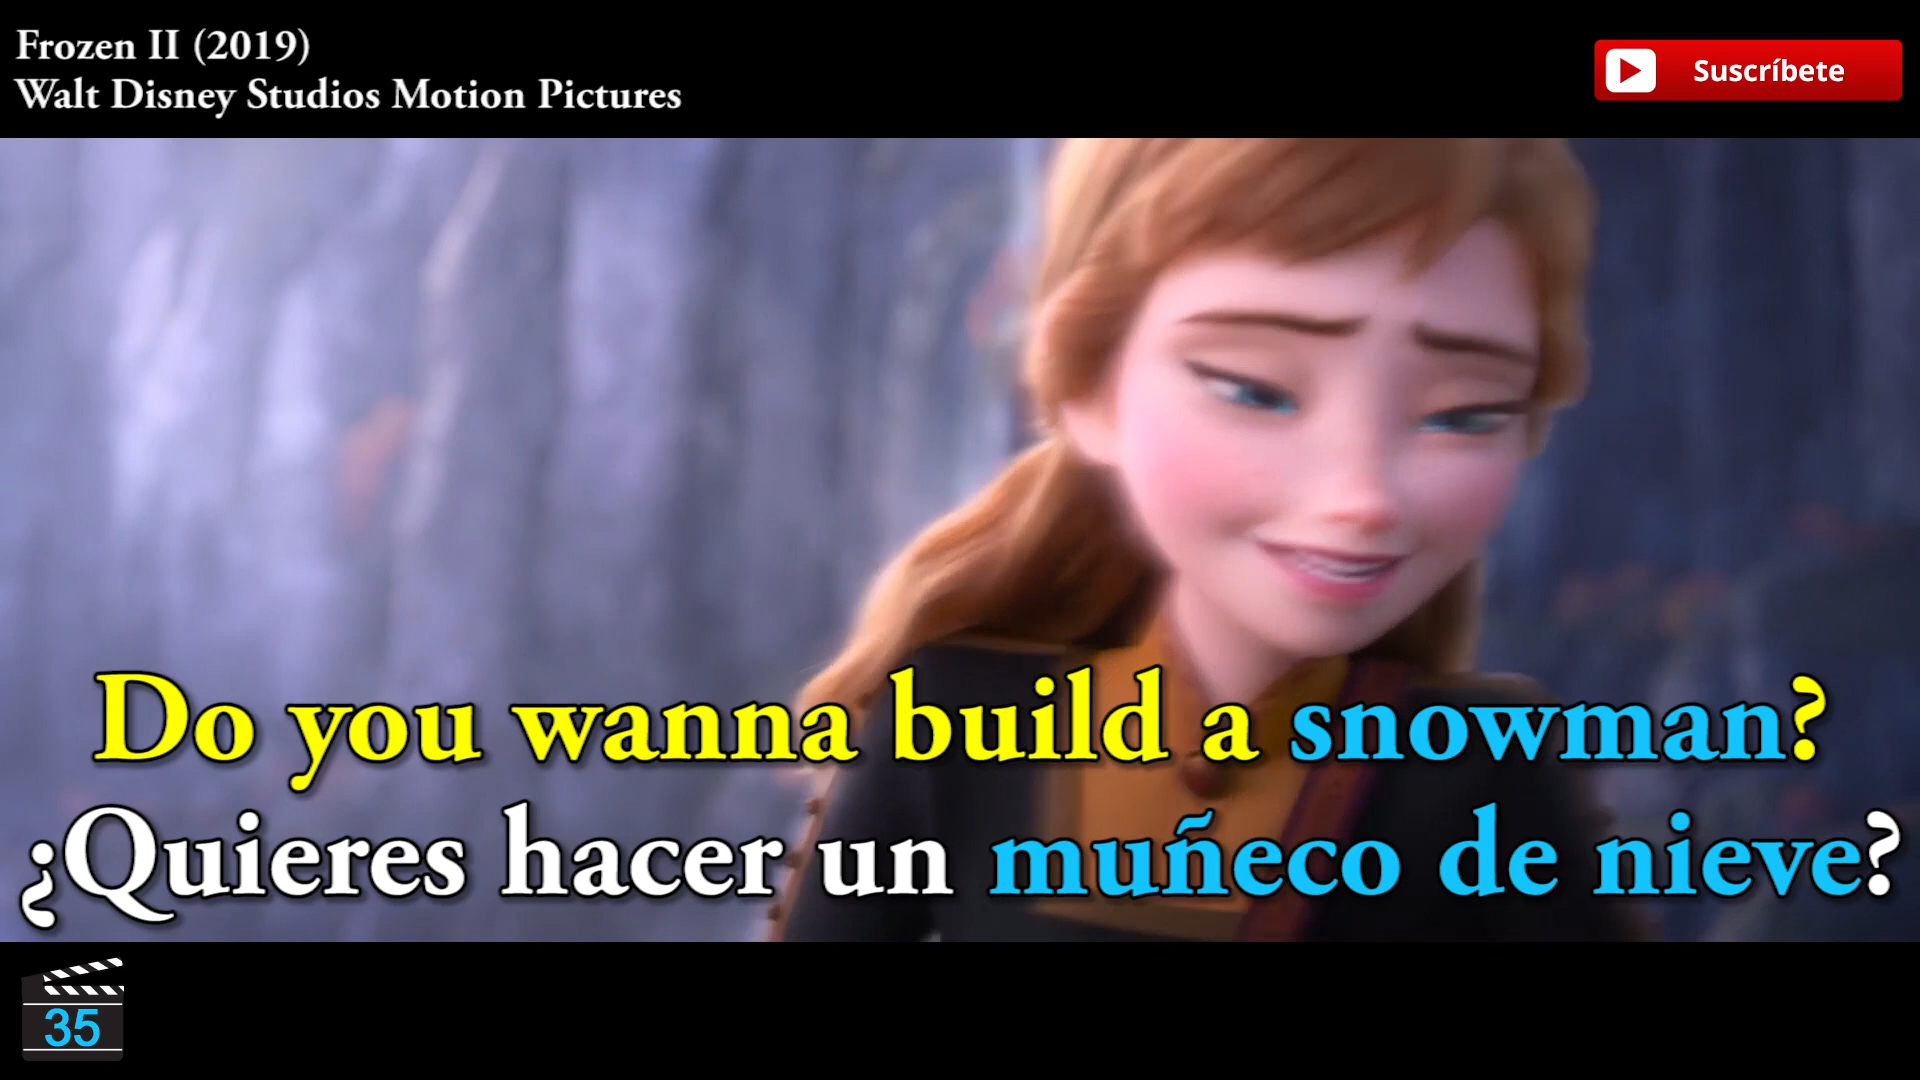 Frozen II (2019)
Walt Disney Studios Motion Pictures
Suscríbete
Do you wanna build a snowman?
¿Quieres hacer un muñeco de nieve?
35